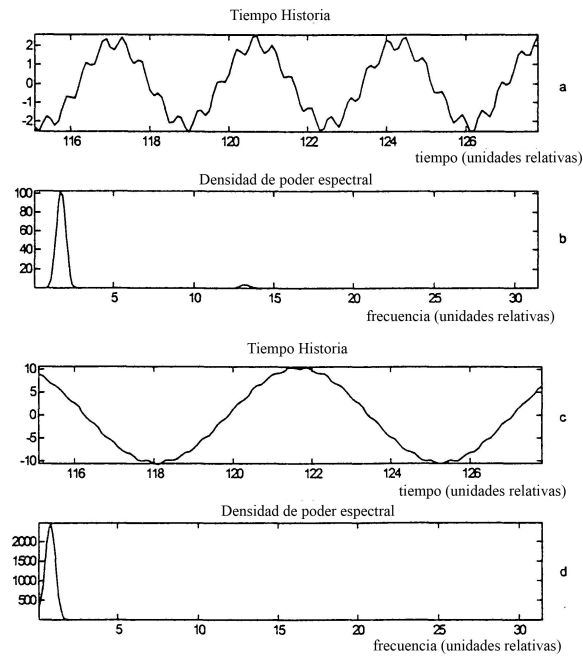 Tiempo Historia
2
1
0
-1
-2
a
116 118 120 122 124 126
tiempo (unidades relativas)
Densidad de poder espectral
100
80
60
40
20
b
5 10 15 20 25 30
frecuencia (unidades relativas)
Tiempo Historia
10
5
0
-5
-10
c
116 118 120 122 124 126
tiempo (unidades relativas)
Densidad de poder espectral
2000
1500
1000
500
d
5 10 15 20 25 30
frecuencia (unidades relativas)